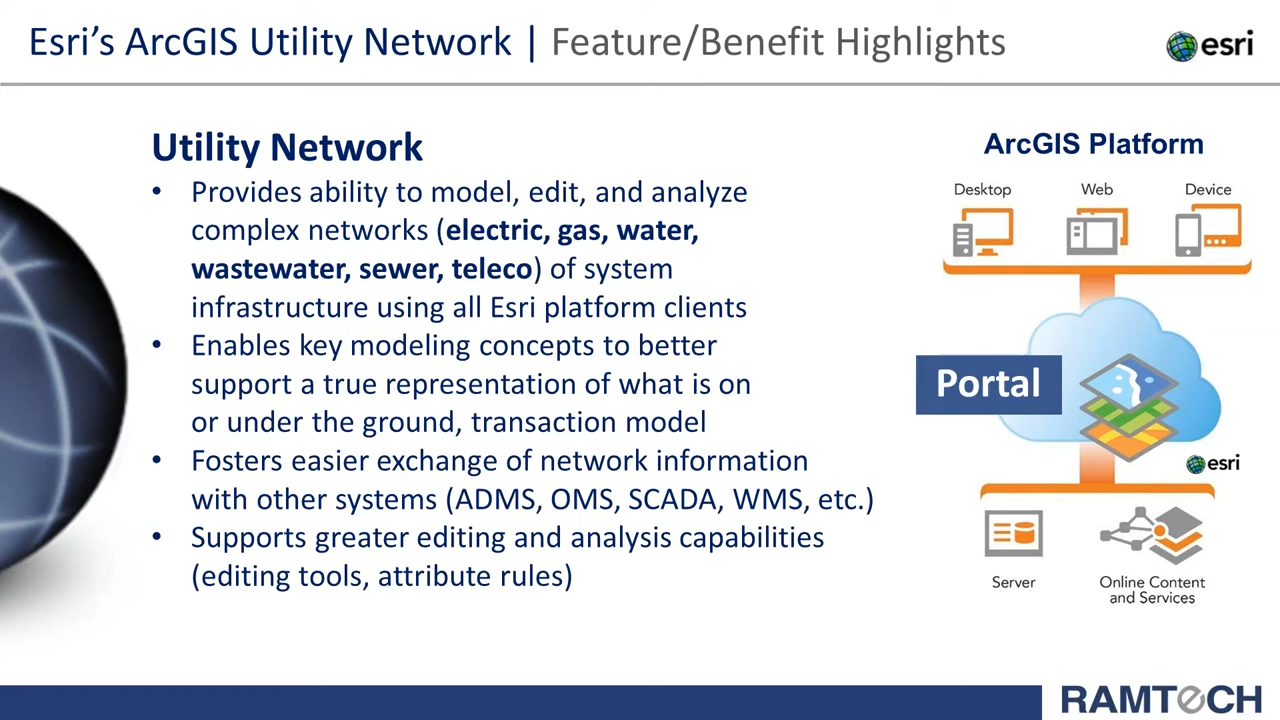 Esri’s ArcGIS Utility Network | Feature/Benefit Highlights
esri
Utility Network
• Provides ability to model, edit, and analyze
complex networks (electric, gas, water,
wastewater, sewer, teleco) of system
infrastructure using all Esri platform clients
• Enables key modeling concepts to better
support a true representation of what is on
or under the ground, transaction model
• Fosters easier exchange of network information
with other systems (ADMS, OMS, SCADA, WMS, etc.)
• Supports greater editing and analysis capabilities
(editing tools, attribute rules)
ArcGIS Platform
Desktop Web Device
Portal
esri
Server
Online Content
and Services
RAMTeCH